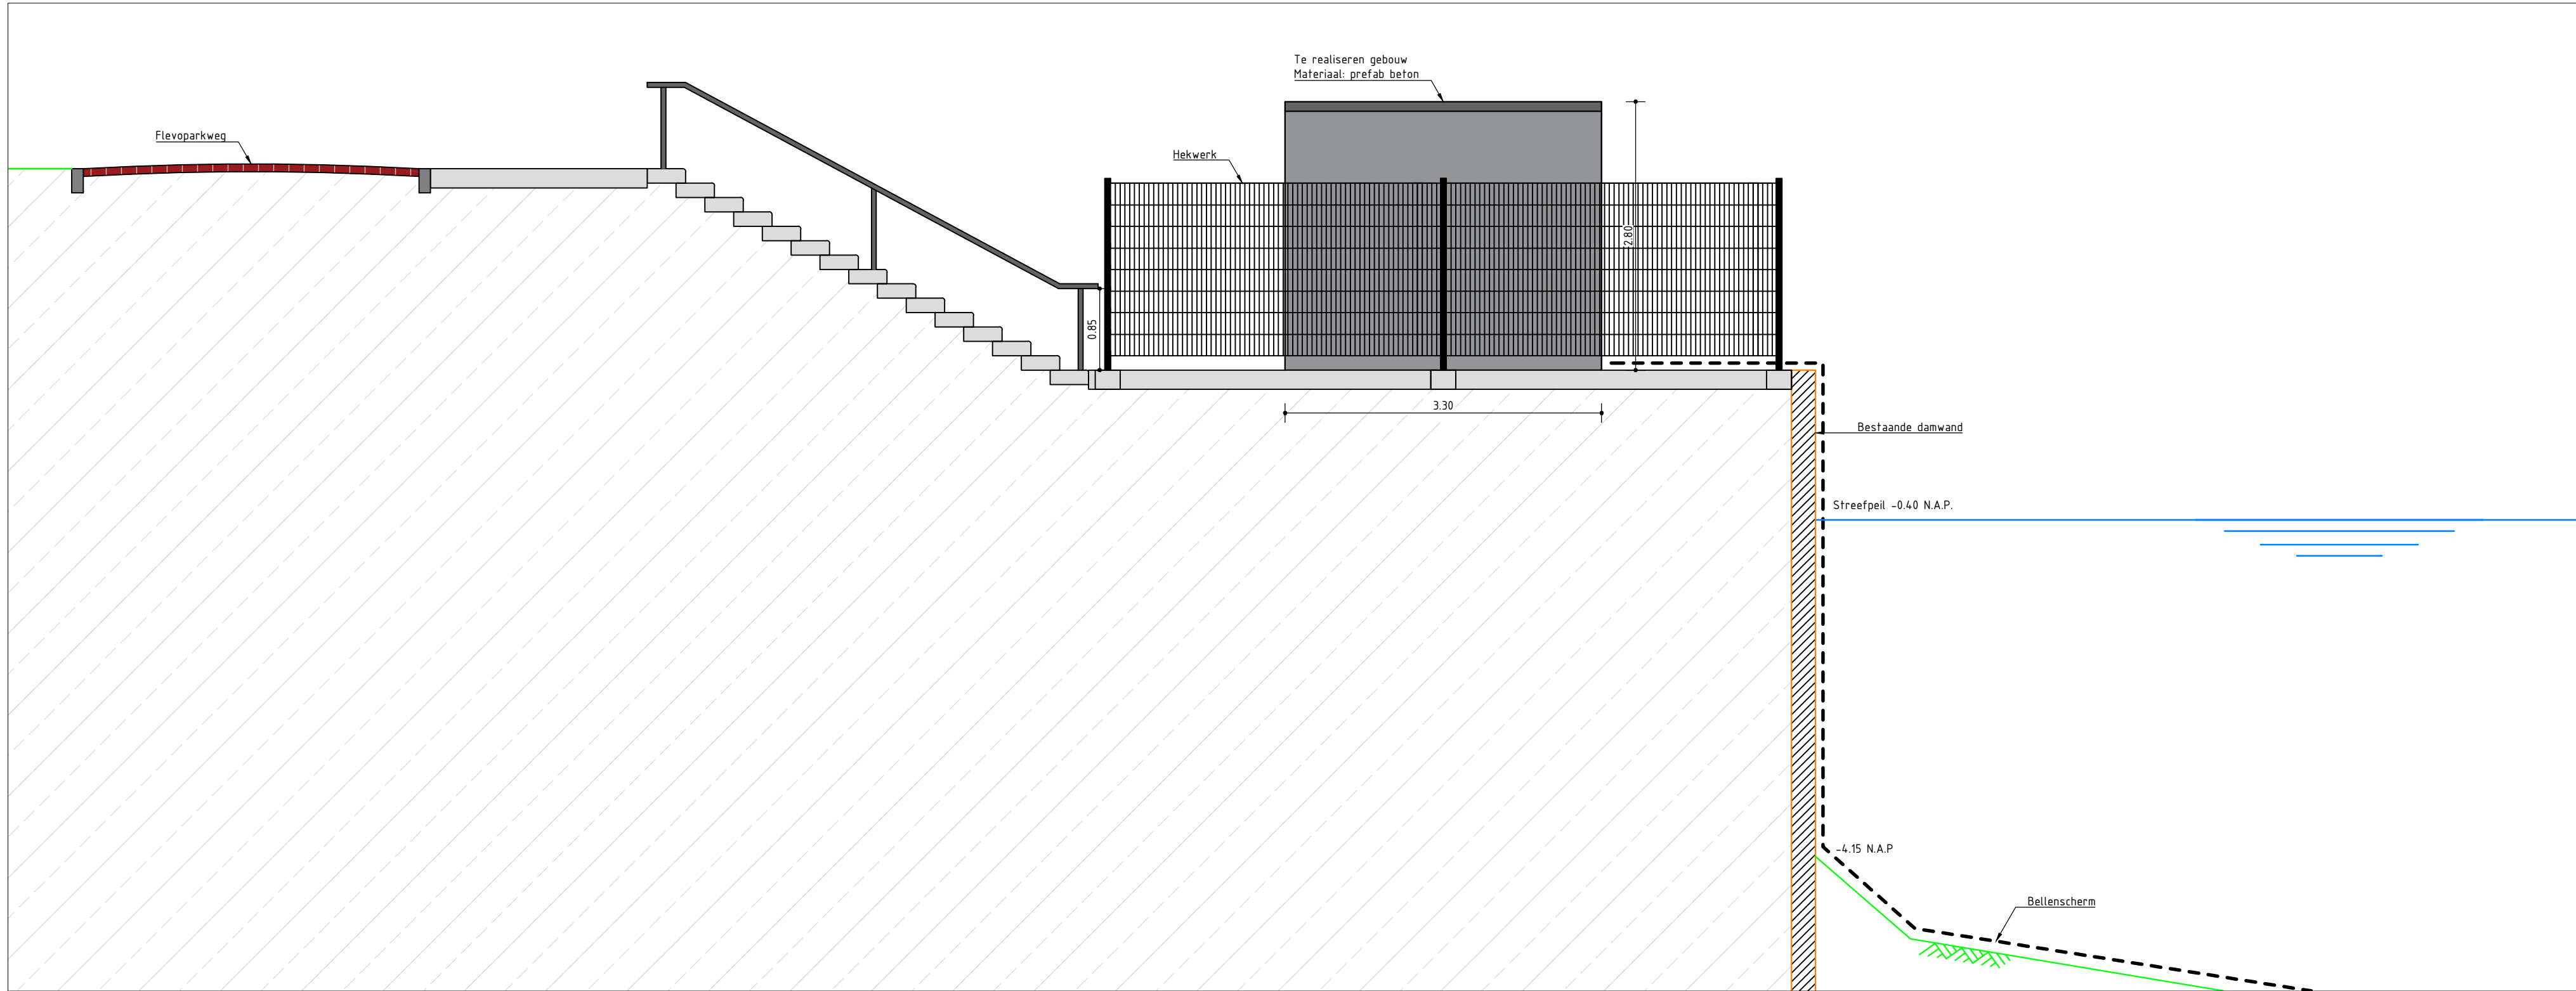 Te realiseren gebouw
Materiaal: prefab beton
Flevoparkweg
Hekwerk
2.80
0.85
3.30
Bestaande damwand
Streefpeil -0.40 N.A.P.
-4.15 N.A.P
Bellenscherm